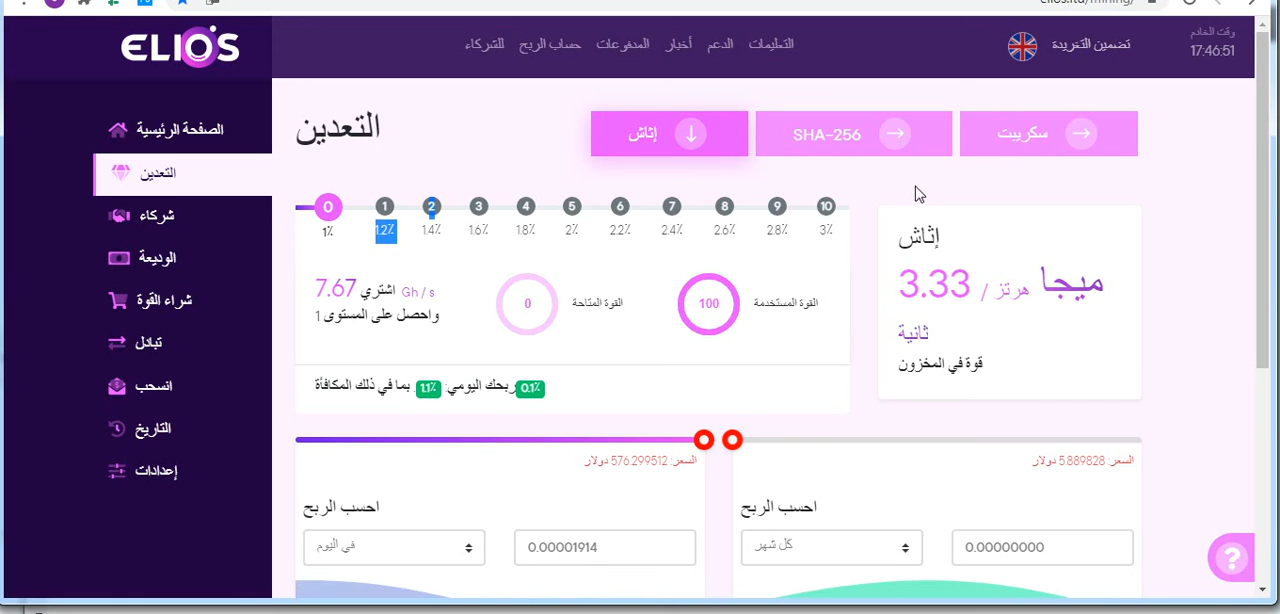 ELIOS
التعليمات
الدعم
أخبار
المدفوعات
حساب الربح
للشركاء
تضمين التغريدة
وقت الخادم
17:46:51
الصفحة الرئيسية
التعدين
شركاء
الوديعة
شراء القوة
تبادل
انسحب
التاريخ
إعدادات
التعدين
إثاش
SHA-256
سكريبت
0 1 2 3 4 5 6 7 8 9 10
1٪ 1.2٪ 1.4٪ 1.6٪ 1.8٪ 2٪ 2.2٪ 2.4٪ 2.6٪ 2.8٪ 3٪
7.67 اشتري Gh / s
واحصل على المستوى 1
0
القوة المتاحة
100
القوة المستخدمة
ربحك اليومي: 1.1٪ بما في ذلك المكافأة 0.1٪
إثاش
3.33 ميجا هرتز /
ثانية
قوة في المخزون
السعر: 576.299512 دولار
احسب الربح
في اليوم
0.00001914
السعر: 5.889828 دولار
احسب الربح
كل شهر
0.00000000
?